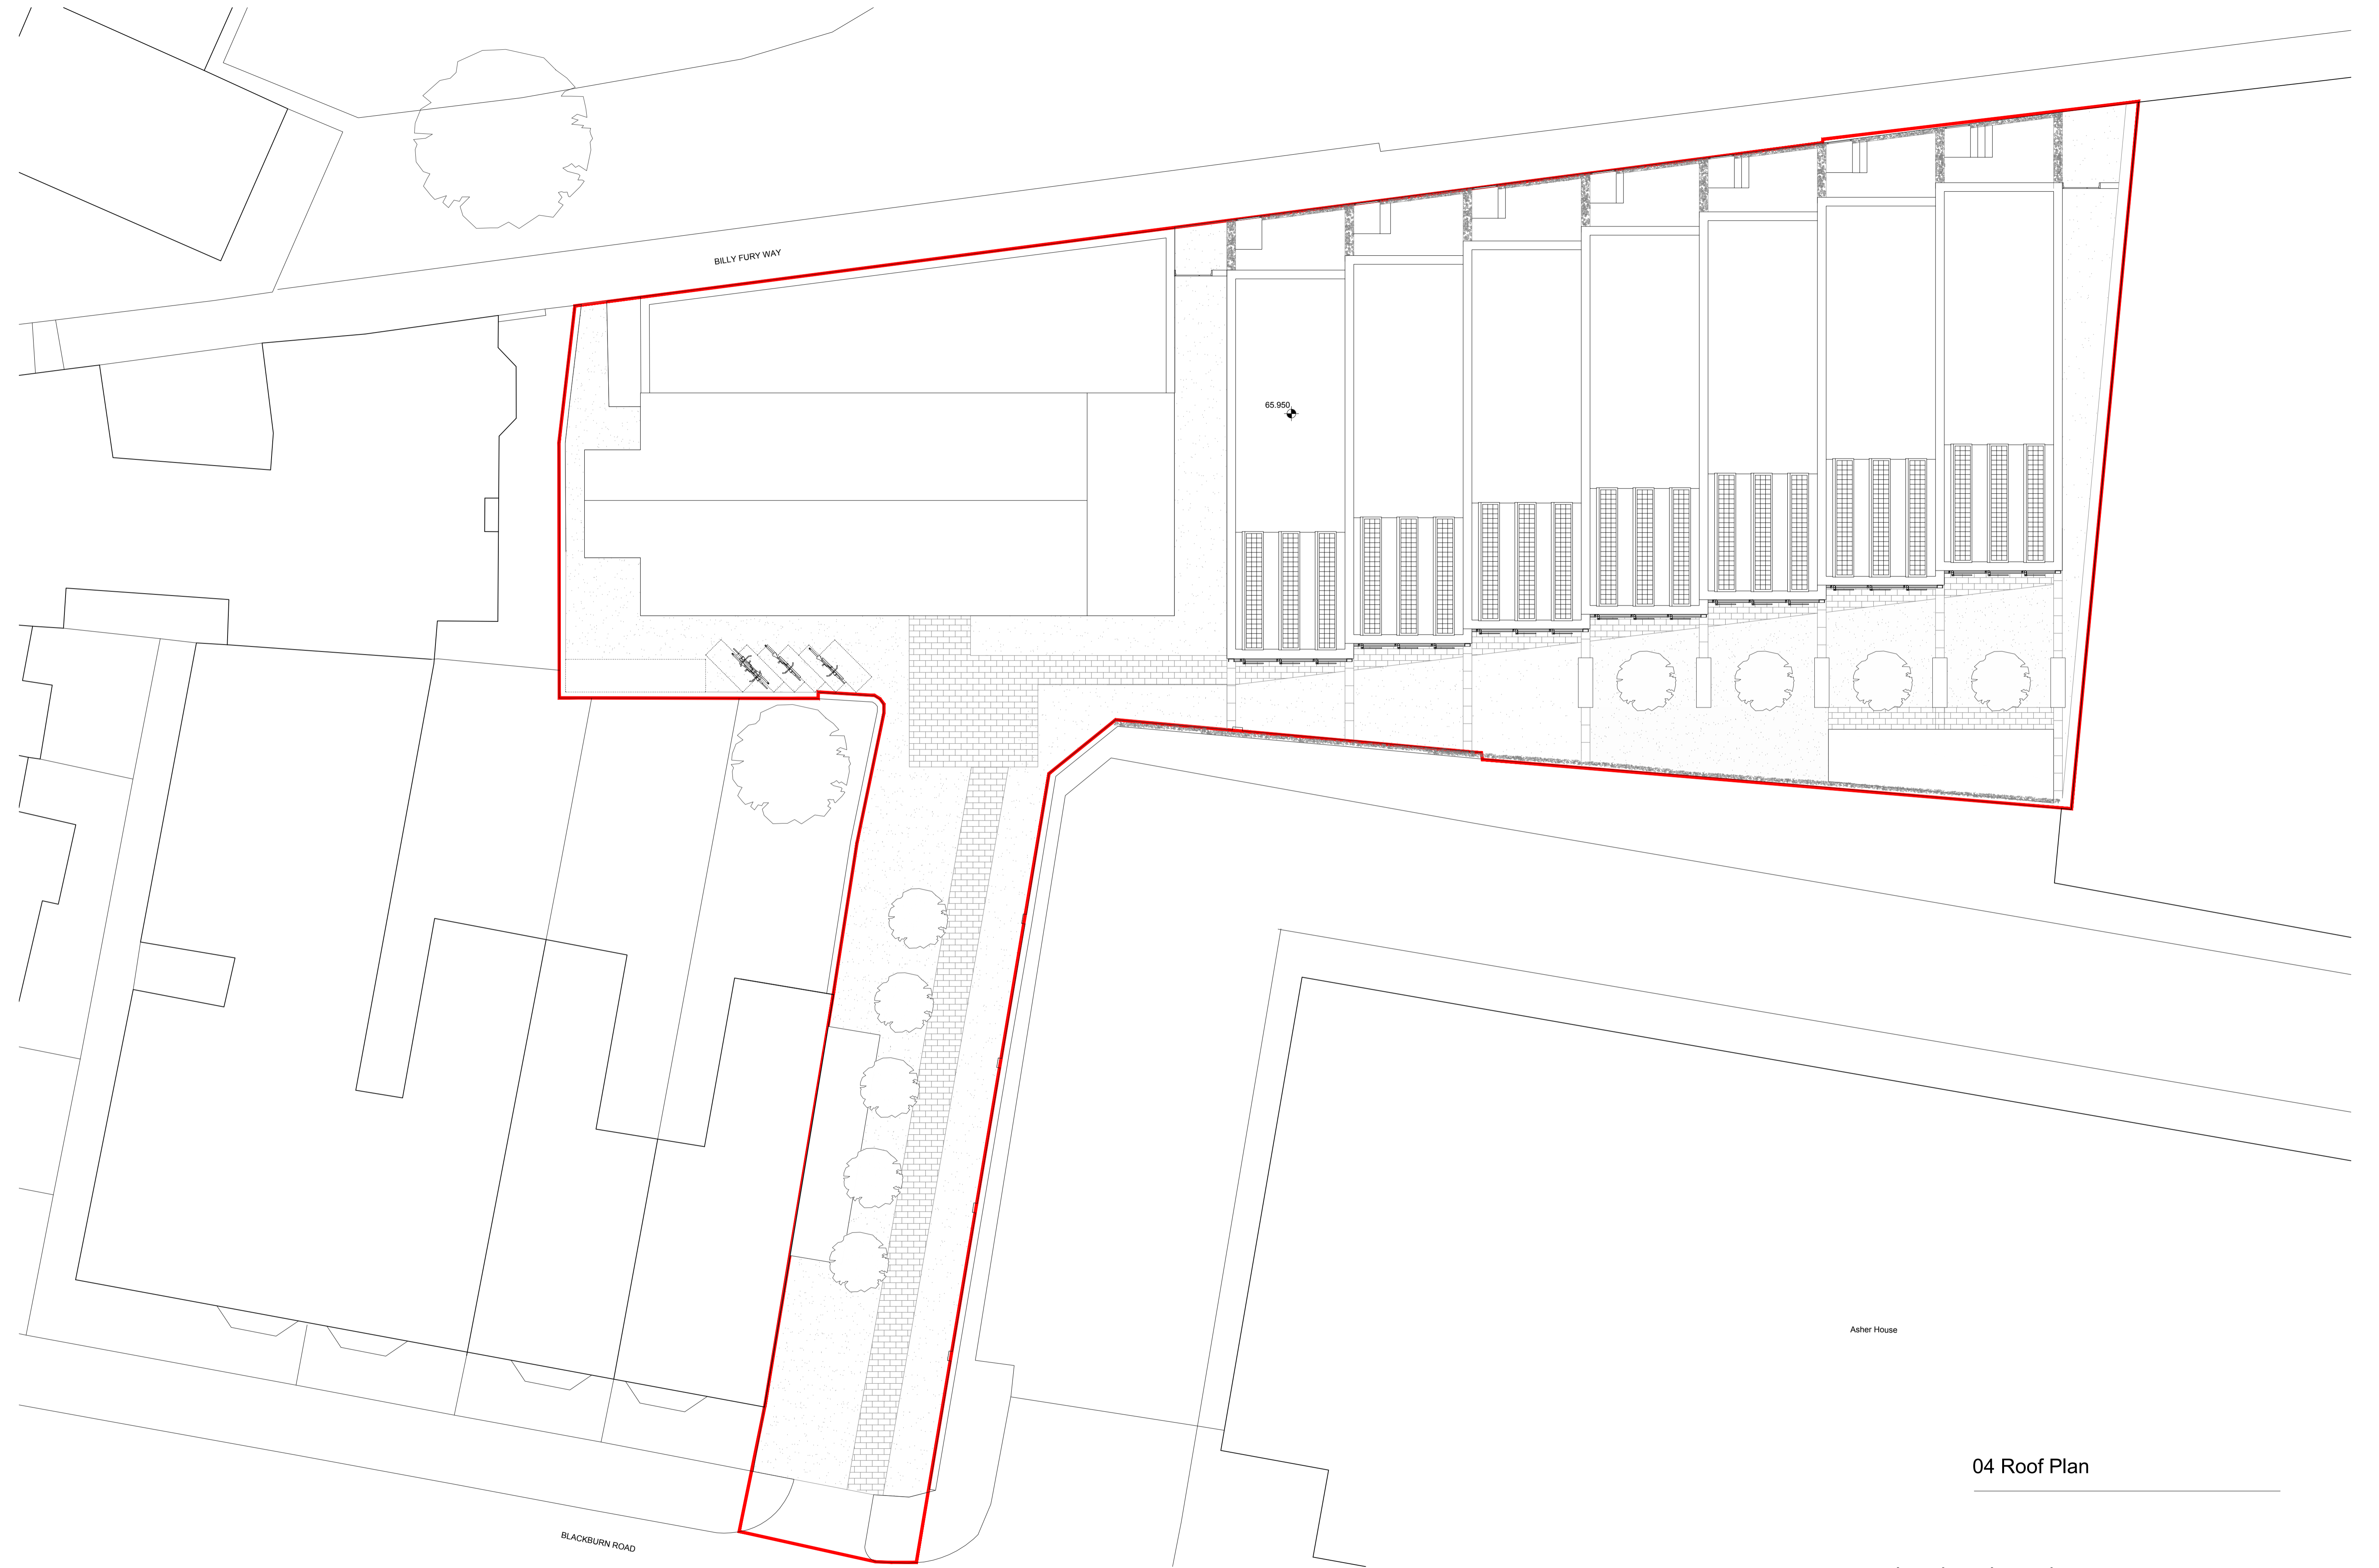 BILLY FURY WAY
65.950
Asher House
04 Roof Plan
BLACKBURN ROAD